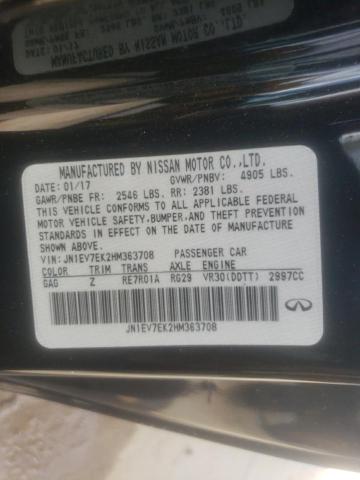 MANUFACTURED BY NISSAN MOTOR CO.,LTD.
DATE: 01/17 GVWR/PNBV: 4905 LBS.
GAWR/PNBE FR: 2546 LBS. RR: 2381 LBS.
THIS VEHICLE CONFORMS TO ALL APPLICABLE FEDERAL
MOTOR VEHICLE SAFETY, BUMPER, AND THEFT PREVENTION
STANDARDS IN EFFECT ON THE DATE OF MANUFACTURE
SHOWN ABOVE.
VIN: JN1EV7EK2HM363708 PASSENGER CAR
COLOR TRIM TRANS AXLE ENGINE
GAG Z RE7R01A RG29 VR30(DDTT) 2997CC
JN1EV7EK2HM363708